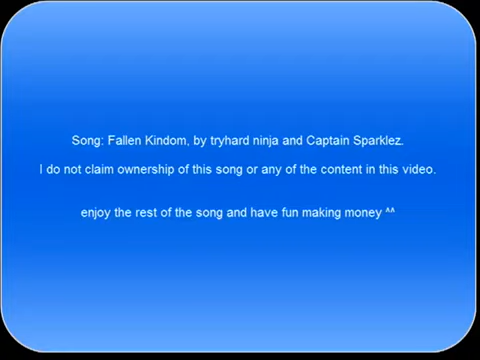 Song: Fallen Kindom, by tryhard ninja and Captain Sparklez.
I do not claim ownership of this song or any of the content in this video.
enjoy the rest of the song and have fun making money ^^